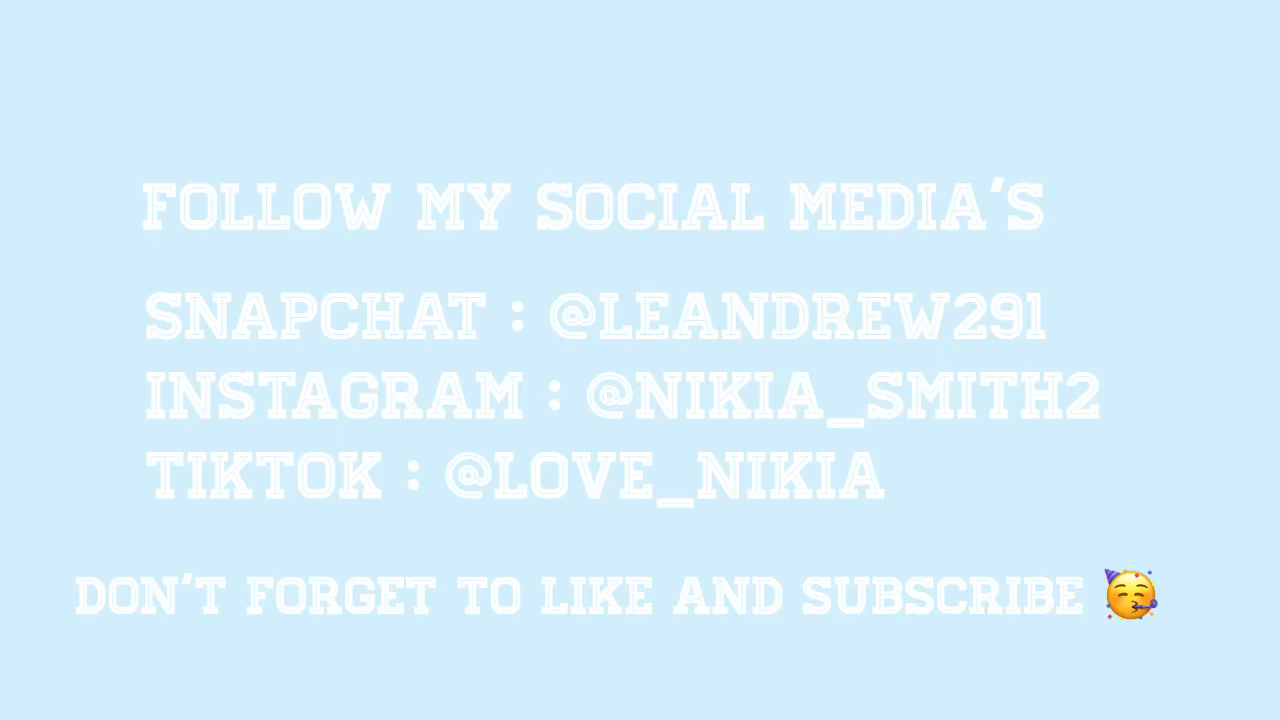 FOLLOW MY SOCIAL MEDIA'S
SNAPCHAT : @LEANDREW291
INSTAGRAM : @NIKIA_SMITH2
TIKTOK : @LOVE_NIKIA
DON'T FORGET TO LIKE AND SUBSCRIBE 🥳